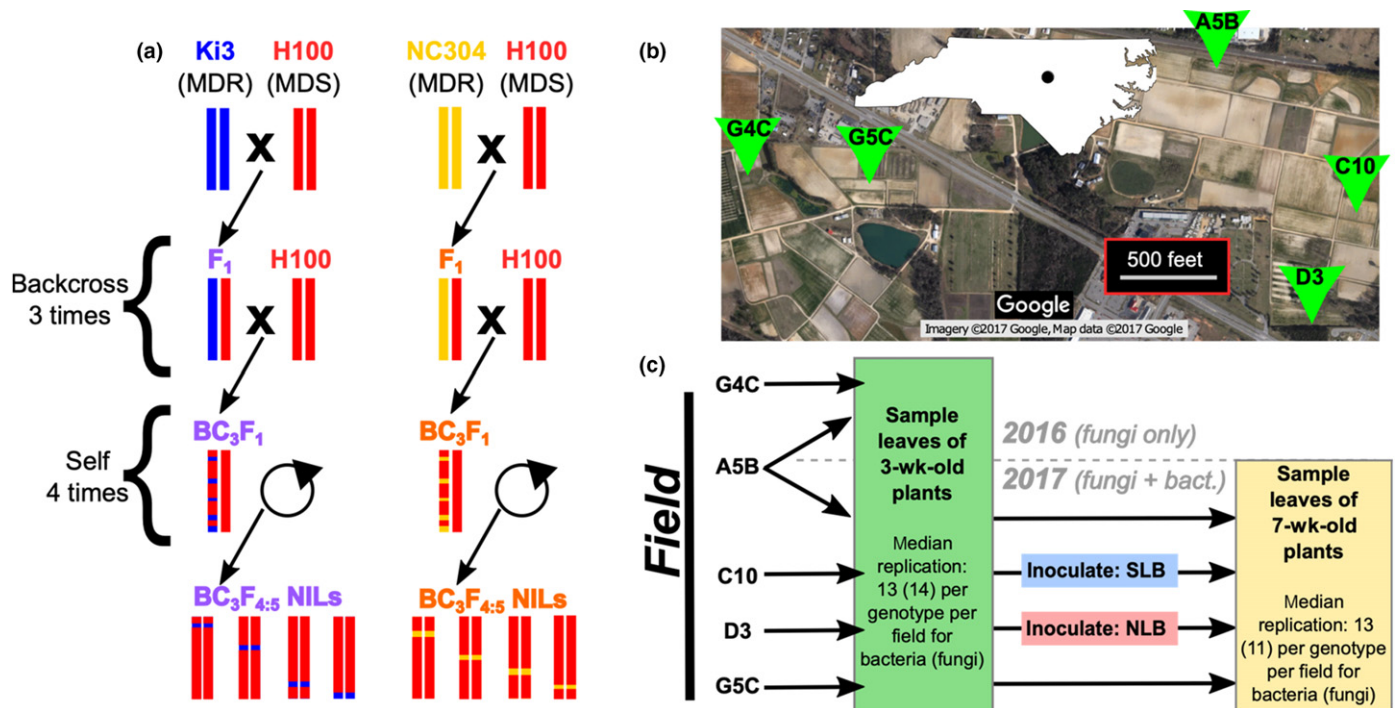 (a)
Ki3 H100
(MDR) (MDS)
X
NC304 H100
(MDR) (MDS)
X
Backcross
3 times
F1 H100
X
F1 H100
X
Self
4 times
BC3F1
BC3F1
BC3F4:5 NILs
BC3F4:5 NILs
(b)
A5B
G4C
G5C
C10
D3
500 feet
Google
Imagery ©2017 Google, Map data ©2017 Google
(c)
Field
G4C
A5B
C10
D3
G5C
Sample
leaves of
3-wk-old
plants
Median
replication:
13 (14) per
genotype per
field for
bacteria (fungi)
2016 (fungi only)
2017 (fungi + bact.)
Inoculate: SLB
Inoculate: NLB
Sample
leaves of
7-wk-old
plants
Median
replication: 13
(11) per genotype
per field for
bacteria (fungi)